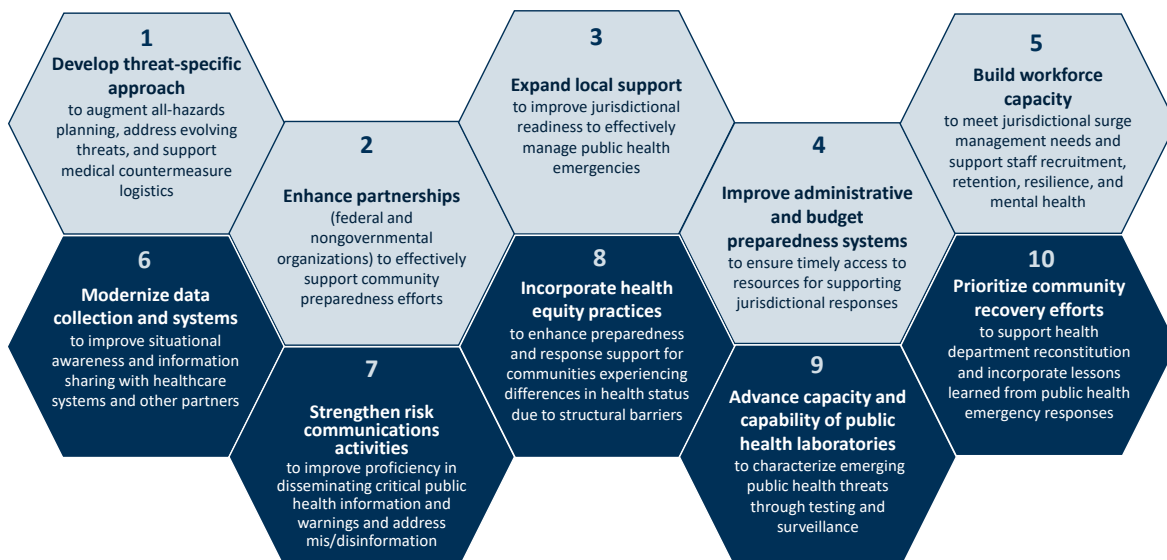 1
Develop threat-specific
approach
to augment all-hazards
planning, address evolving
threats, and support
medical countermeasure
logistics
2
Enhance partnerships
(federal and
nongovernmental
organizations) to effectively
support community
preparedness efforts
3
Expand local support
to improve jurisdictional
readiness to effectively
manage public health
emergencies
4
Improve administrative
and budget
preparedness systems
to ensure timely access to
resources for supporting
jurisdictional responses
5
Build workforce
capacity
to meet jurisdictional surge
management needs and
support staff recruitment,
retention, resilience, and
mental health
6
Modernize data
collection and systems
to improve situational
awareness and information
sharing with healthcare
systems and other partners
7
Strengthen risk
communications
activities
to improve proficiency in
disseminating critical public
health information and
warnings and address
mis/disinformation
8
Incorporate health
equity practices
to enhance preparedness
and response support for
communities experiencing
differences in health status
due to structural barriers
9
Advance capacity and
capability of public
health laboratories
to characterize emerging
public health threats
through testing and
surveillance
10
Prioritize community
recovery efforts
to support health
department reconstitution
and incorporate lessons
learned from public health
emergency responses